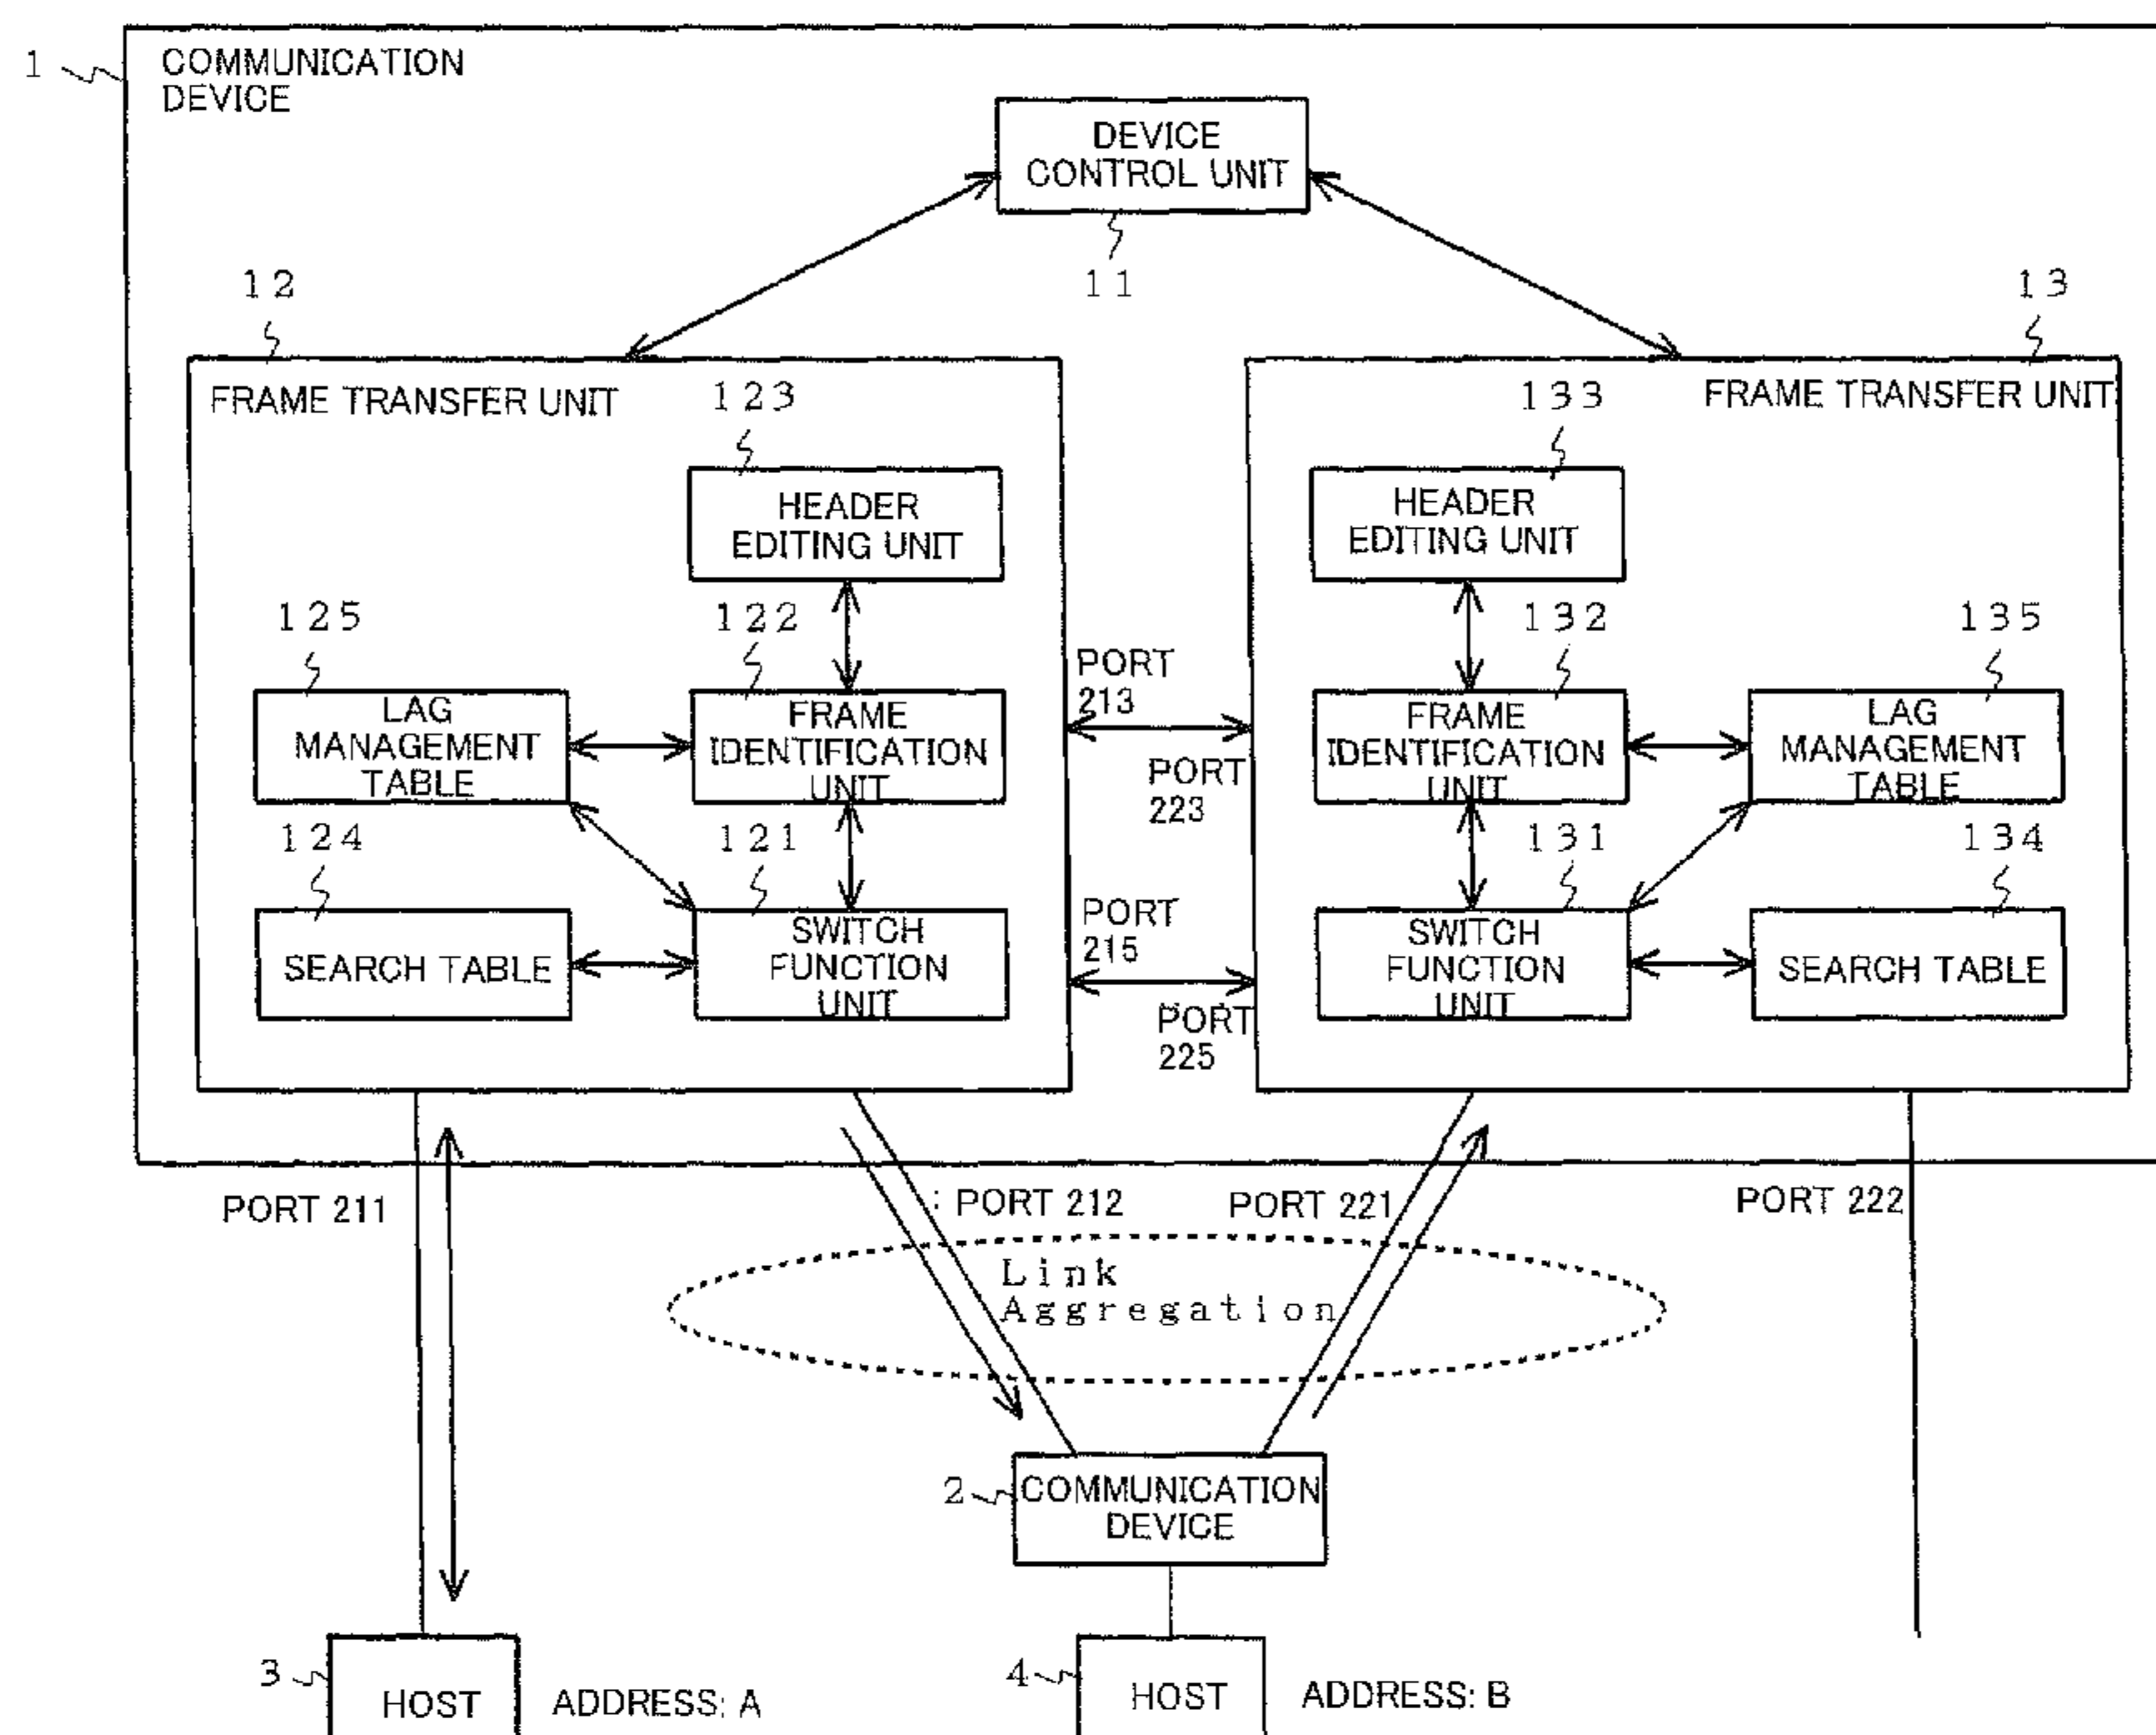 1
COMMUNICATION
DEVICE
DEVICE
CONTROL UNIT
11
12
13
FRAME TRANSFER UNIT
123
133
FRAME TRANSFER UNIT
HEADER
EDITING UNIT
HEADER
EDITING UNIT
125
122
132
135
LAG
MANAGEMENT
TABLE
FRAME
IDENTIFICATION
UNIT
PORT
213
PORT
223
FRAME
IDENTIFICATION
UNIT
LAG
MANAGEMENT
TABLE
124
121
131
134
SEARCH TABLE
SWITCH
FUNCTION
UNIT
PORT
215
PORT
225
SWITCH
FUNCTION
UNIT
SEARCH TABLE
PORT 211
: PORT 212
PORT 221
PORT 222
Link
Aggregation
2
COMMUNICATION
DEVICE
3
HOST
ADDRESS: A
4
HOST
ADDRESS: B